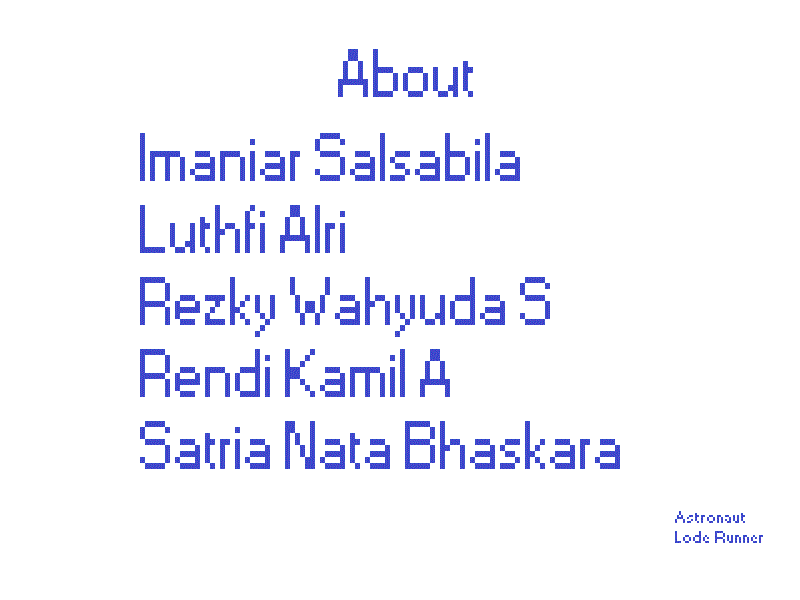 About
Imaniar Salsabila
Luthfi Alri
Rezky Wahyuda S
Rendi Kamil A
Satria Nata Bhaskara
Astronaut
Lode Runner